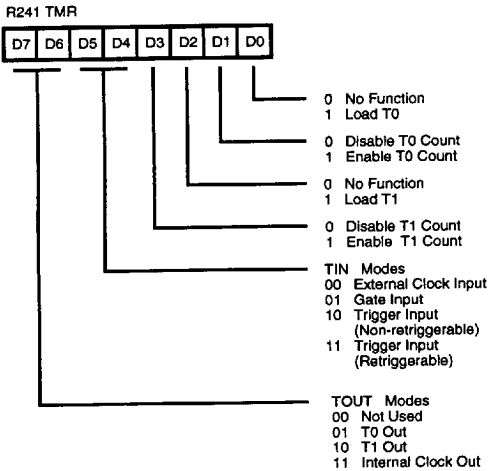 R241 TMR
D7 D6 D5 D4 D3 D2 D1 D0
0 No Function
1 Load T0
0 Disable T0 Count
1 Enable T0 Count
0 No Function
1 Load T1
0 Disable T1 Count
1 Enable T1 Count
TIN Modes
00 External Clock Input
01 Gate Input
10 Trigger Input
(Non-retriggerable)
11 Trigger Input
(Retriggerable)
TOUT Modes
00 Not Used
01 T0 Out
10 T1 Out
11 Internal Clock Out